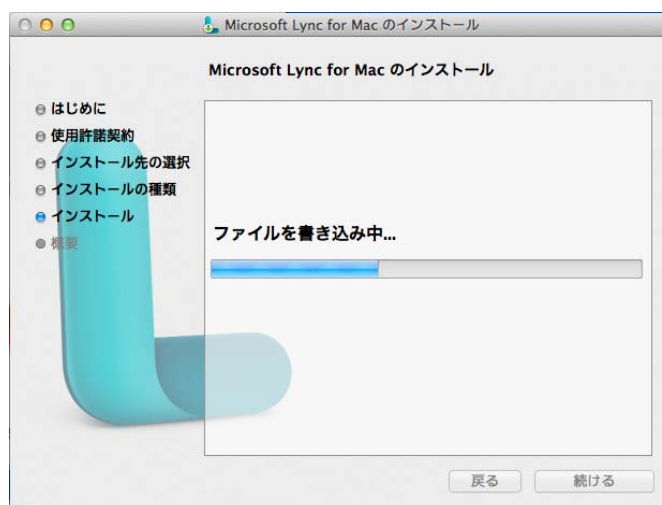 Microsoft Lync for Mac のインストール
Microsoft Lync for Mac のインストール
はじめに
使用許諾契約
インストール先の選択
インストールの種類
インストール
概要
ファイルを書き込み中...
戻る
続ける